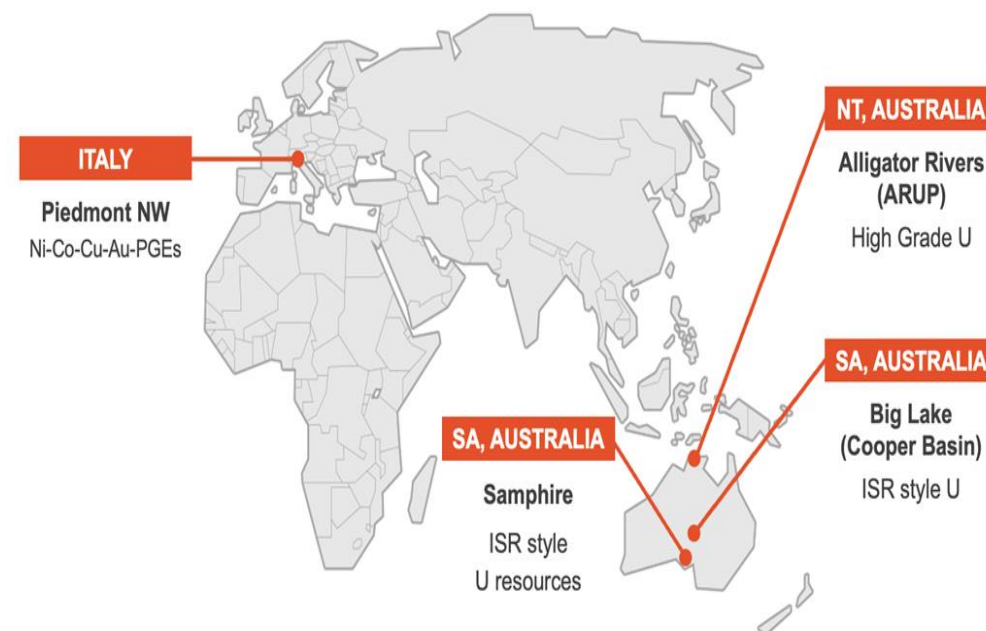 ITALY
Piedmont NW
Ni-Co-Cu-Au-PGEs
NT, AUSTRALIA
Alligator Rivers
(ARUP)
High Grade U
SA, AUSTRALIA
Big Lake
(Cooper Basin)
ISR style U
SA, AUSTRALIA
Samphire
ISR style
U resources